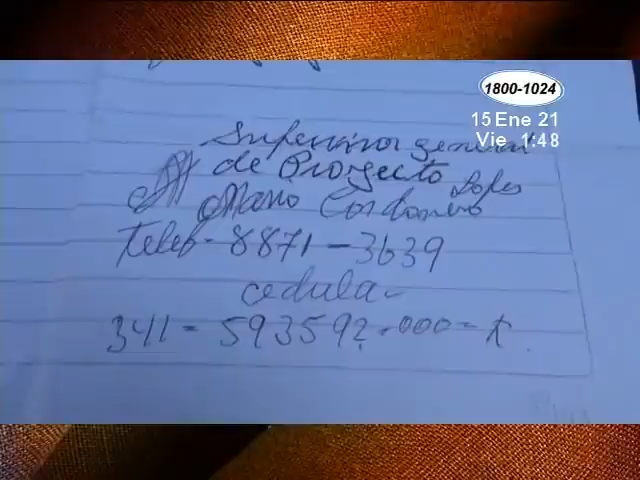 1800-1024
15 Ene 21
Vie 1:48
Supervisor general
de Proyecto
Mario Cordonero Lopes
Telef- 8871-3639
cedula-
341-593592-000-